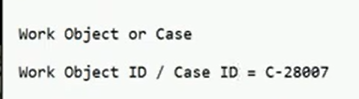 Work Object or Case
Work Object ID / Case ID = C-28007